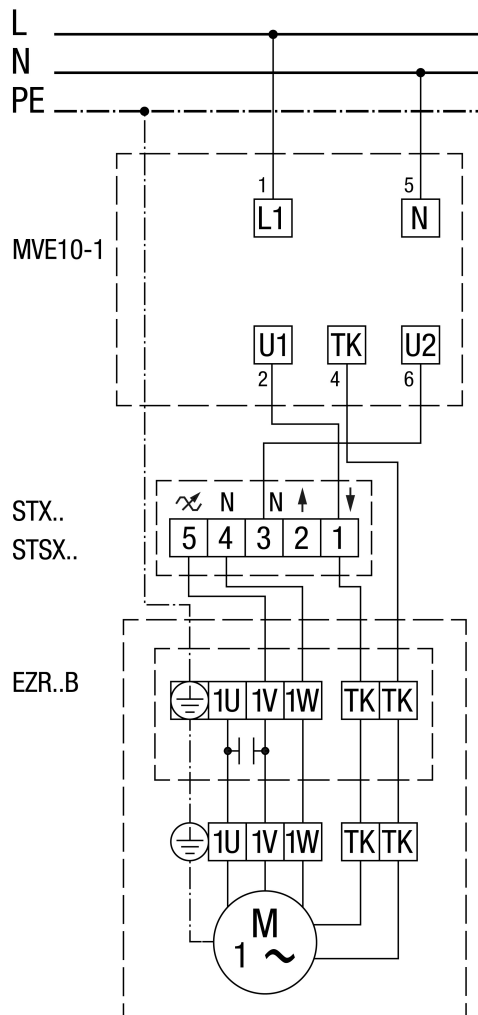 L
N
PE
1 5
L1 N
MVE10-1
U1 TK U2
2 4 6
N N
STX..
5 4 3 2 1
STSX..
EZR..B
1U 1V 1W TK TK
1U 1V 1W TK TK
M
1 ~